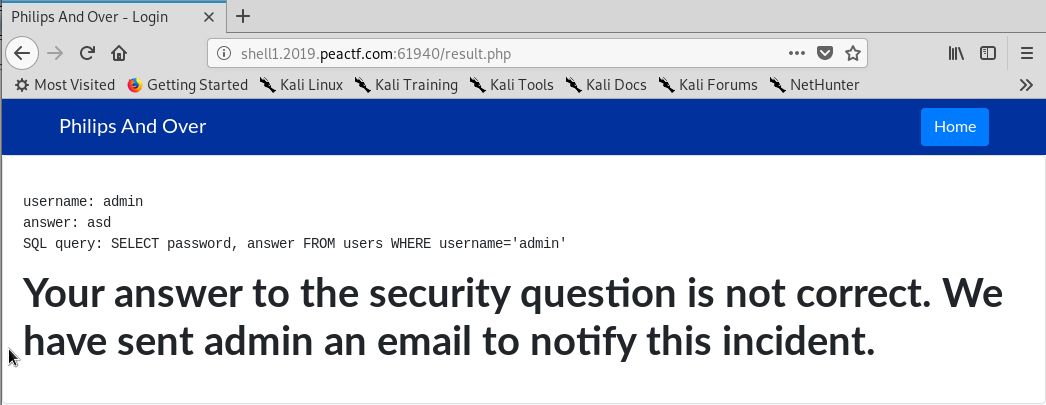 Philips And Over - Login
shell1.2019.peactf.com:61940/result.php
Most Visited Getting Started Kali Linux Kali Training Kali Tools Kali Docs Kali Forums NetHunter
Philips And Over Home
username: admin
answer: asd
SQL query: SELECT password, answer FROM users WHERE username='admin'
Your answer to the security question is not correct. We
have sent admin an email to notify this incident.